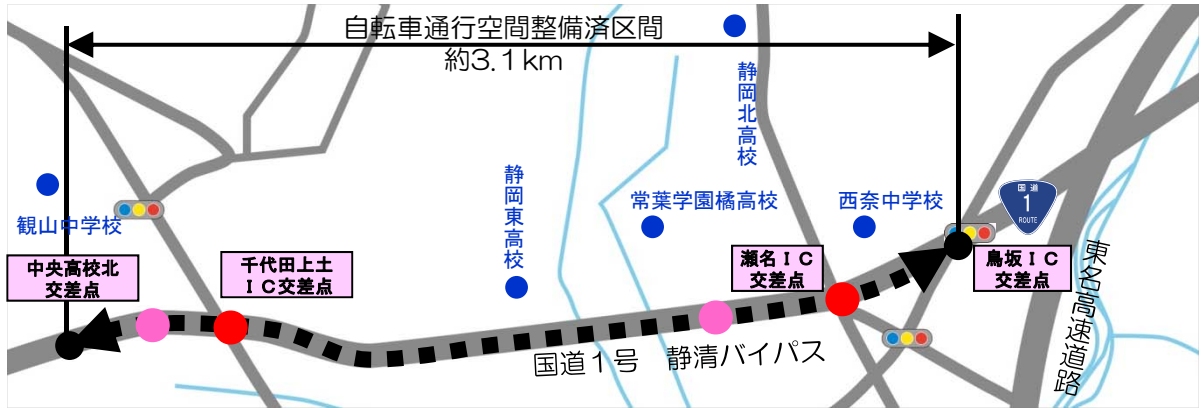 自転車通行空間整備済区間
約3.1km
静岡北高校
静岡東高校
常葉学園橘高校
西奈中学校
観山中学校
国道
1
ROUTE
中央高校北
交差点
千代田上土
IC交差点
瀬名IC
交差点
鳥坂IC
交差点
東名高速道路
国道1号 静清バイパス